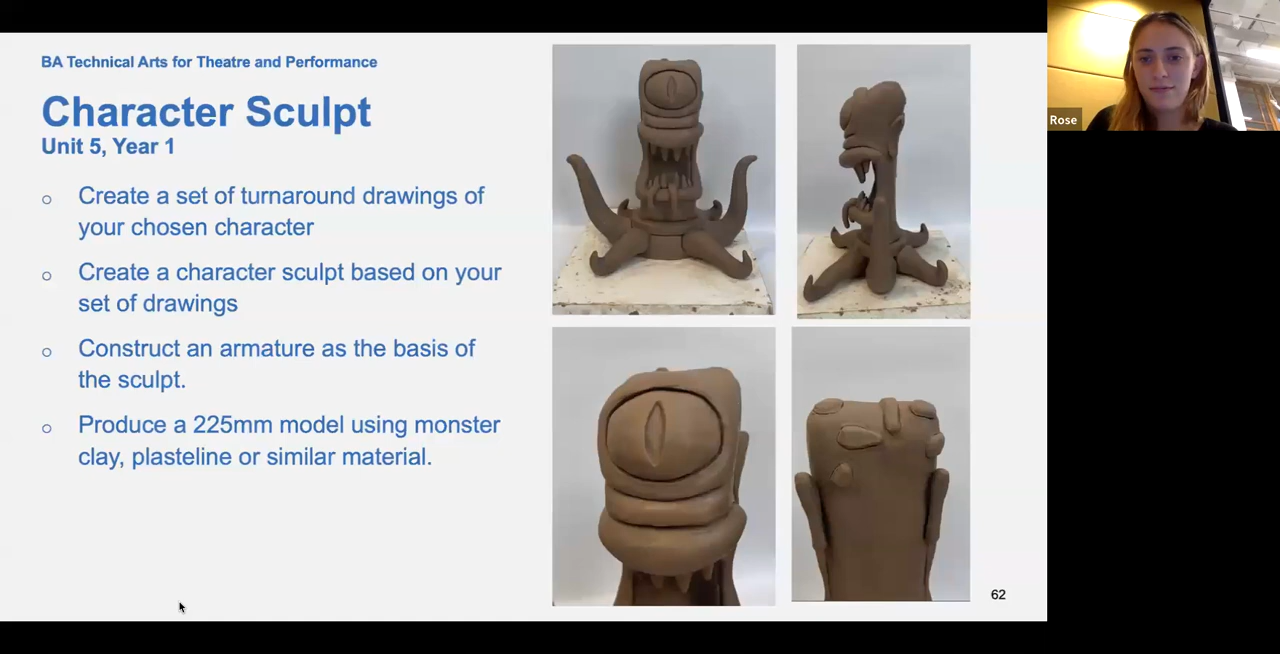 BA Technical Arts for Theatre and Performance
Character Sculpt
Unit 5, Year 1
Create a set of turnaround drawings of
your chosen character
Create a character sculpt based on your
set of drawings
Construct an armature as the basis of
the sculpt.
Produce a 225mm model using monster
clay, plasteline or similar material.
62
Rose